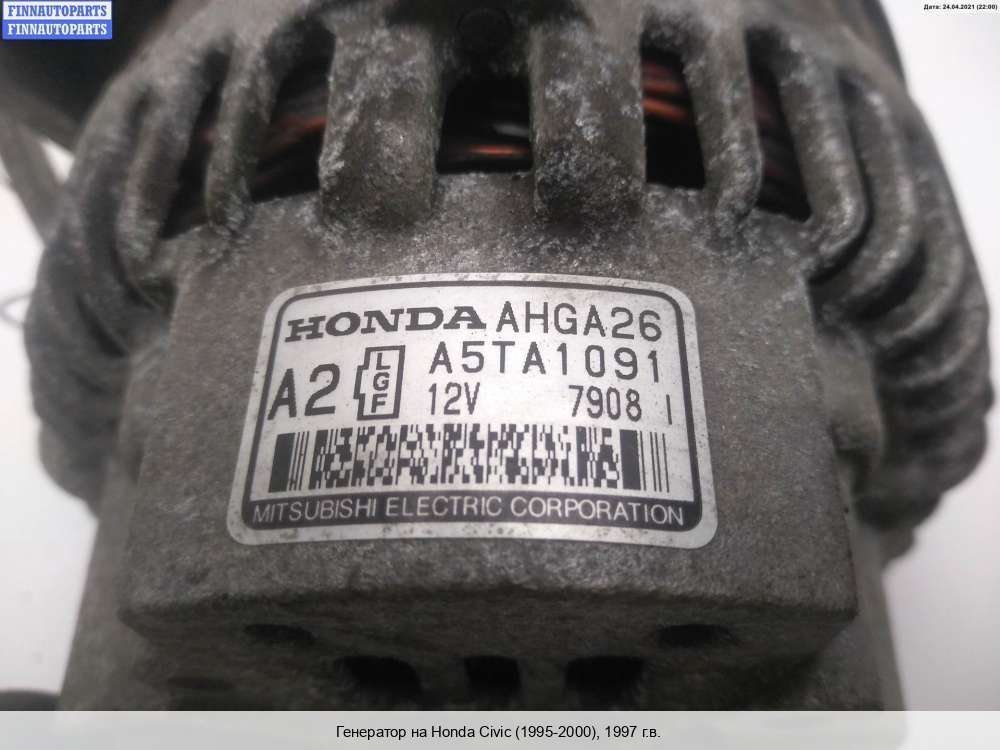 FINNAUTOPARTS
FINNAUTOPARTS
Дата: 24.04.2021 (22:00)
HONDA AHGA26
A2 LGF A5TA1091
12V 7908 I
MITSUBISHI ELECTRIC CORPORATION
Генератор на Honda Civic (1995-2000), 1997 г.в.